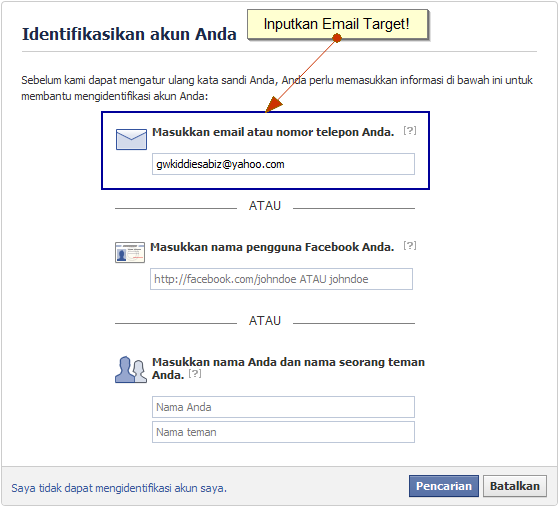 Inputkan Email Target!
Identifikasikan akun Anda
Sebelum kami dapat mengatur ulang kata sandi Anda, Anda perlu memasukkan informasi di bawah ini untuk
membantu mengidentifikasi akun Anda:
Masukkan email atau nomor telepon Anda. [?]
gwkiddiesabiz@yahoo.com
ATAU
Masukkan nama pengguna Facebook Anda. [?]
http://facebook.com/johndoe ATAU johndoe
ATAU
Masukkan nama Anda dan nama seorang teman
Anda. [?]
Nama Anda
Nama teman
Saya tidak dapat mengidentifikasi akun saya.
Pencarian
Batalkan